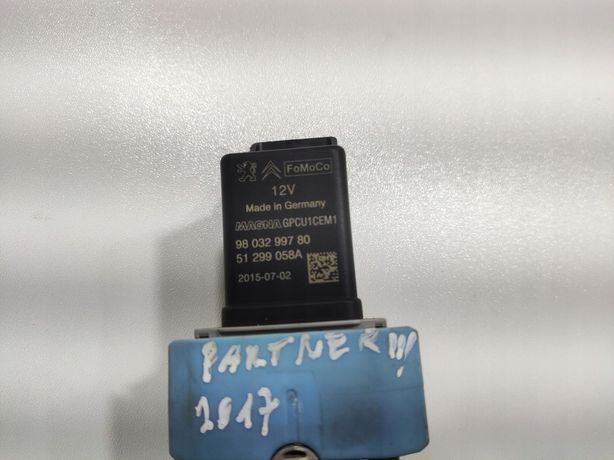 FoMoCo
12V
Made in Germany
MAGNA GPCU1CEM1
98 032 997 80
51 299 058A
2015-07-02
PARTNER !!!
2017